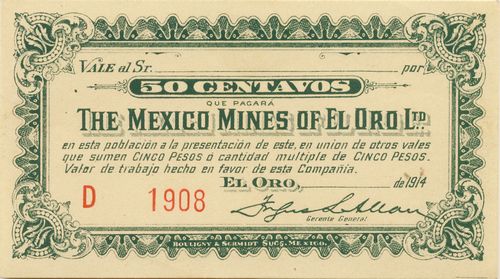 VALE al Sr. por
50 CENTAVOS
QUE PAGARÁ
THE MEXICO MINES OF EL ORO LTD.
en esta población a la presentación de este, en union de otros vales
que sumen CINCO PESOS ó cantidad multiple de CINCO PESOS.
Valor de trabajo hecho en favor de esta Compañía.
EL ORO, de 1914
D 1908
Gerente General
BOULIGNY & SCHMIDT SUCS. MEXICO.